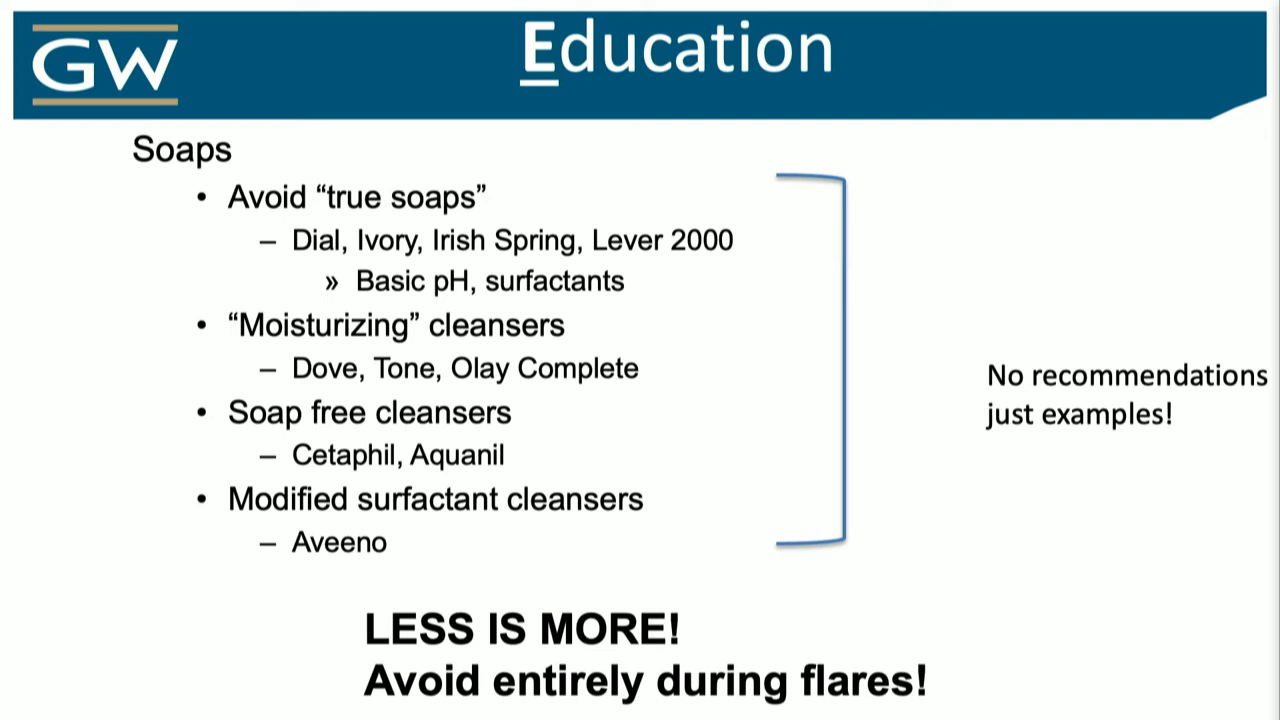 GW
Education
Soaps
• Avoid “true soaps”
– Dial, Ivory, Irish Spring, Lever 2000
» Basic pH, surfactants
• “Moisturizing” cleansers
– Dove, Tone, Olay Complete
• Soap free cleansers
– Cetaphil, Aquanil
• Modified surfactant cleansers
– Aveeno
No recommendations
just examples!
LESS IS MORE!
Avoid entirely during flares!